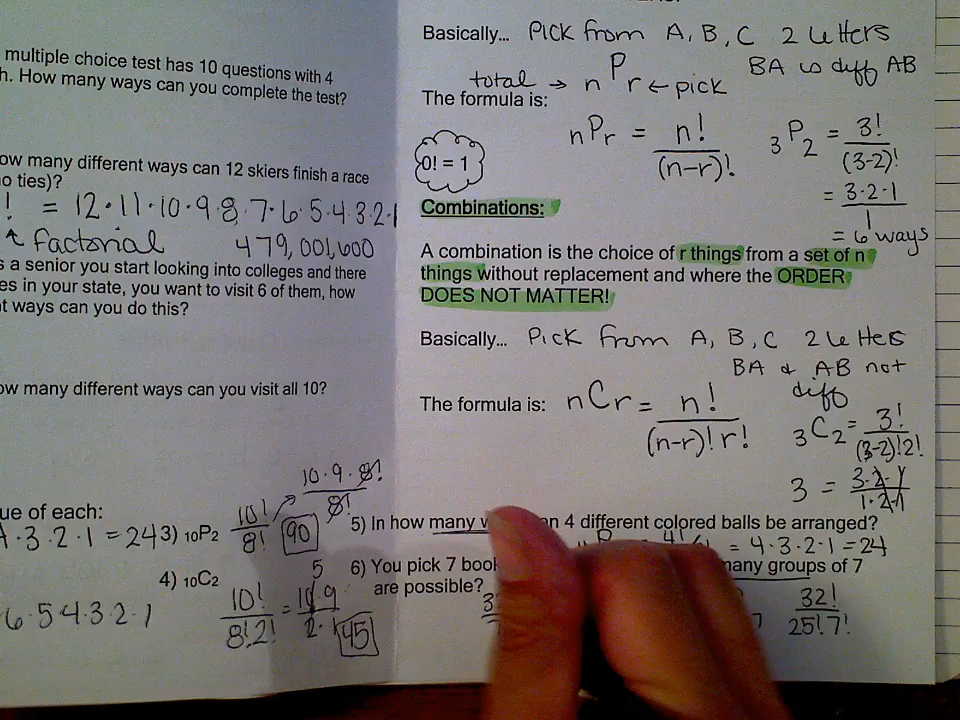 multiple choice test has 10 questions with 4
h. How many ways can you complete the test?
ow many different ways can 12 skiers finish a race
o ties)?
! = 12·11·10·9·8·7·6·5·4·3·2·1
↑ factorial 479,001,600
s a senior you start looking into colleges and there
es in your state, you want to visit 6 of them, how
t ways can you do this?
ow many different ways can you visit all 10?
ue of each:
4·3·2·1 = 24
3) 10P2 10!/8! → 10·9·8!/8! 90
4) 10C2 10!/8!2! = 10·9/2·1 5 45
6·5·4·3·2·1
Basically... PICK from A, B, C 2 letters
BA is diff AB
total → nPr ← pick
The formula is:
nPr = n!/(n-r)!
0! = 1
3P2 = 3!/(3-2)!
= 3·2·1/1
= 6 ways
Combinations:
A combination is the choice of r things from a set of n
things without replacement and where the ORDER
DOES NOT MATTER!
Basically... PICK from A, B, C 2 letters
BA & AB not
diff
The formula is: nCr = n!/(n-r)!r!
3C2 = 3!/(3-2)!2!
3 = 3·2·1/1·2·1
5) In how many 4 different colored balls be arranged?
= 4·3·2·1 = 24
6) You pick 7 many groups of 7
are possible?
32!/25!7!